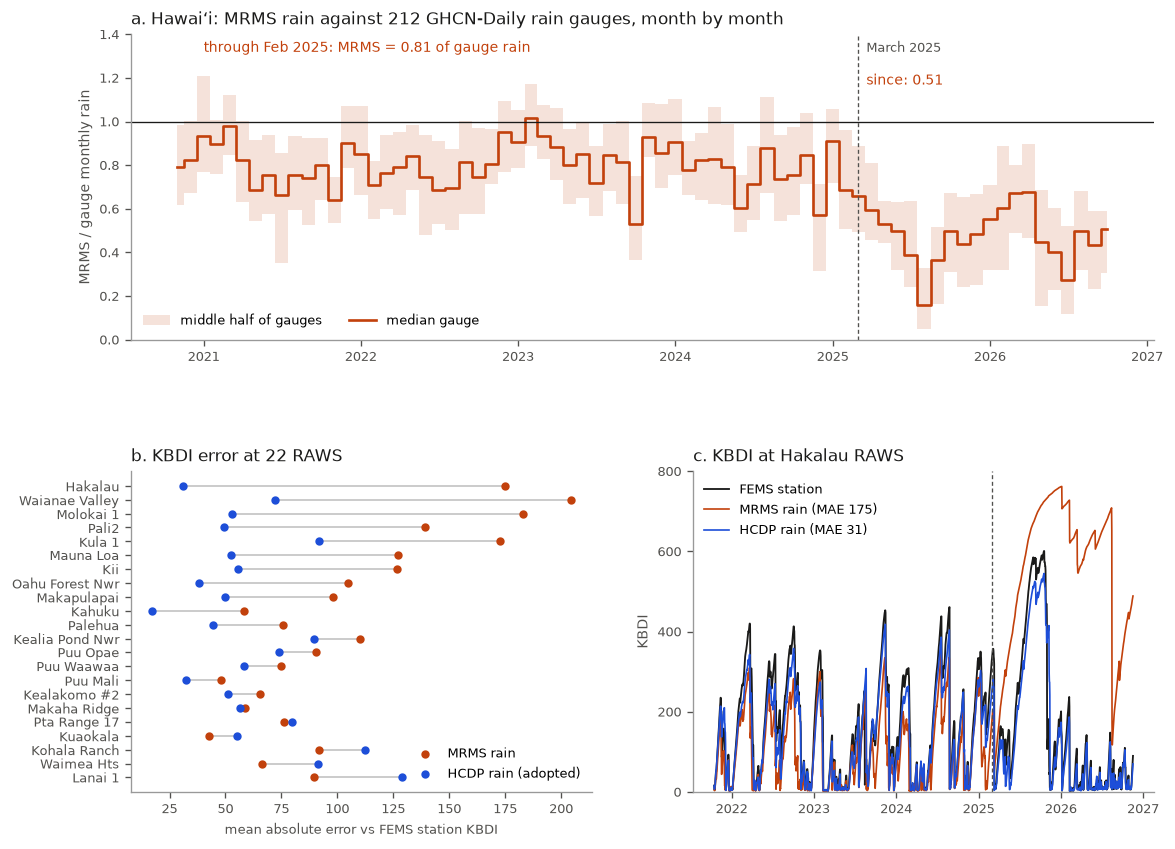 a. Hawaiʻi: MRMS rain against 212 GHCN-Daily rain gauges, month by month
MRMS / gauge monthly rain
1.4
1.2
1.0
0.8
0.6
0.4
0.2
0.0
through Feb 2025: MRMS = 0.81 of gauge rain
March 2025
since: 0.51
middle half of gauges
median gauge
2021
2022
2023
2024
2025
2026
2027
b. KBDI error at 22 RAWS
Hakalau
Waianae Valley
Molokai 1
Pali2
Kula 1
Mauna Loa
Kii
Oahu Forest Nwr
Makapulapai
Kahuku
Palehua
Kealia Pond Nwr
Puu Opae
Puu Waawaa
Puu Mali
Kealakomo #2
Makaha Ridge
Pta Range 17
Kuaokala
Kohala Ranch
Waimea Hts
Lanai 1
MRMS rain
HCDP rain (adopted)
25
50
75
100
125
150
175
200
mean absolute error vs FEMS station KBDI
c. KBDI at Hakalau RAWS
KBDI
800
600
400
200
0
FEMS station
MRMS rain (MAE 175)
HCDP rain (MAE 31)
2022
2023
2024
2025
2026
2027